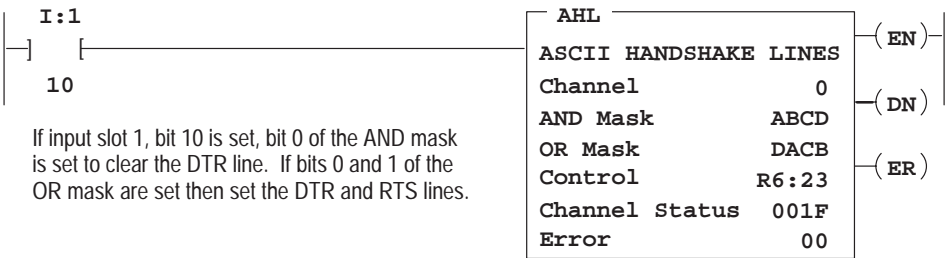 I:1
] [
10
If input slot 1, bit 10 is set, bit 0 of the AND mask
is set to clear the DTR line. If bits 0 and 1 of the
OR mask are set then set the DTR and RTS lines.
AHL
ASCII HANDSHAKE LINES
Channel 0
AND Mask ABCD
OR Mask DACB
Control R6:23
Channel Status 001F
Error 00
(EN)
(DN)
(ER)